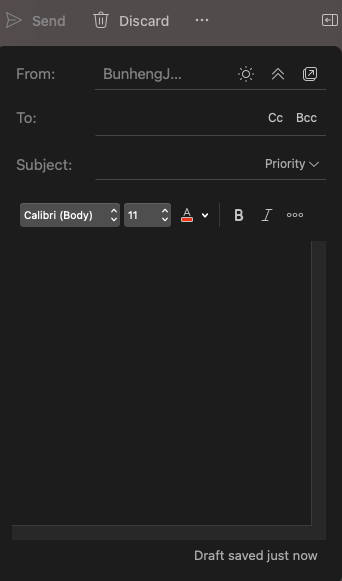 Send Discard
From: BunhengJ...
To: Cc Bcc
Subject: Priority
Calibri (Body) 11 A B I
Draft saved just now